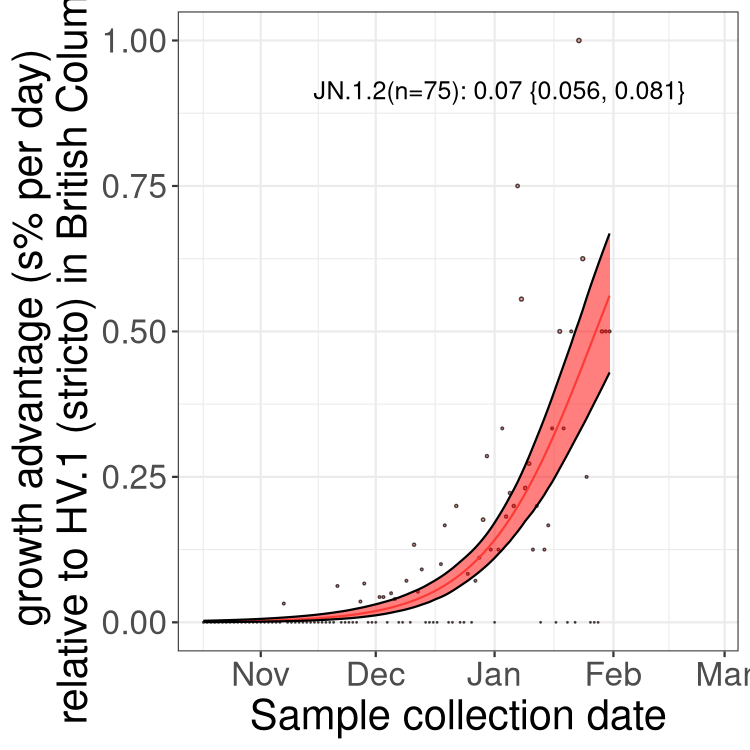 growth advantage (s% per day)
relative to HV.1 (stricto) in British Colum
1.00
0.75
0.50
0.25
0.00
JN.1.2(n=75): 0.07 {0.056, 0.081}
Nov Dec Jan Feb Mar
Sample collection date